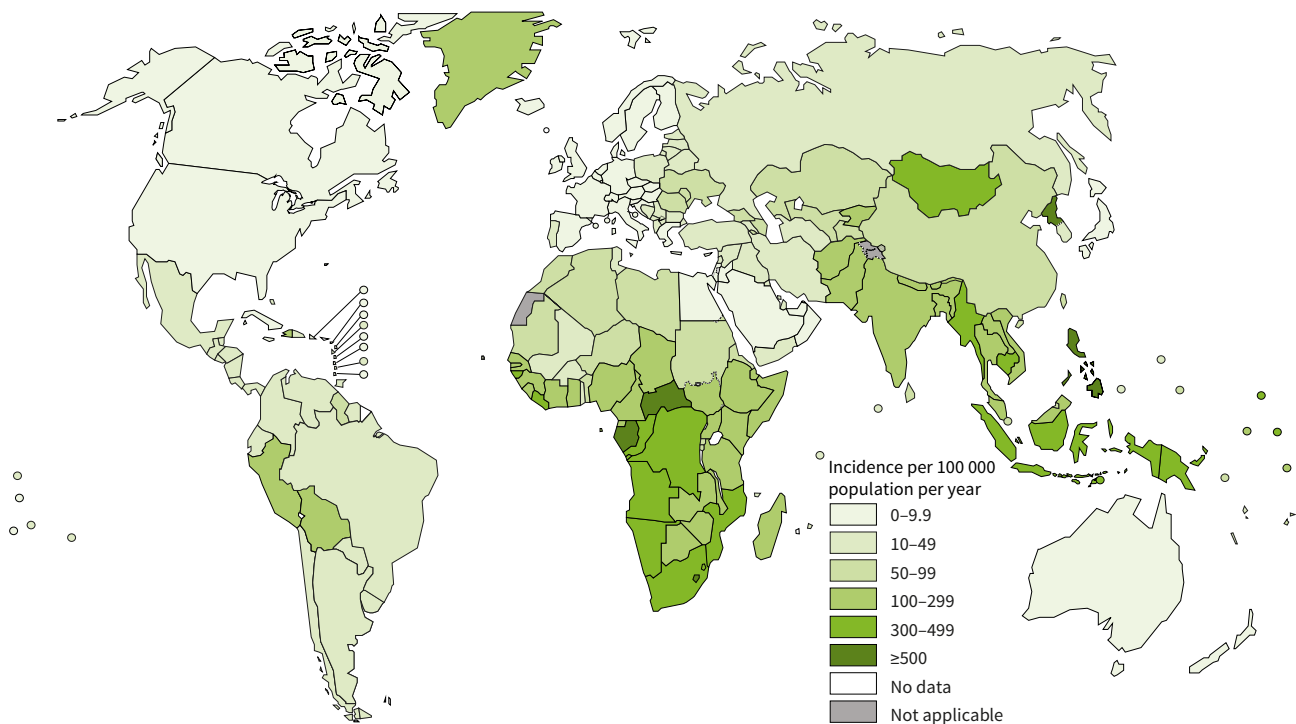 Incidence per 100 000
population per year
0–9.9
10–49
50–99
100–299
300–499
≥500
No data
Not applicable